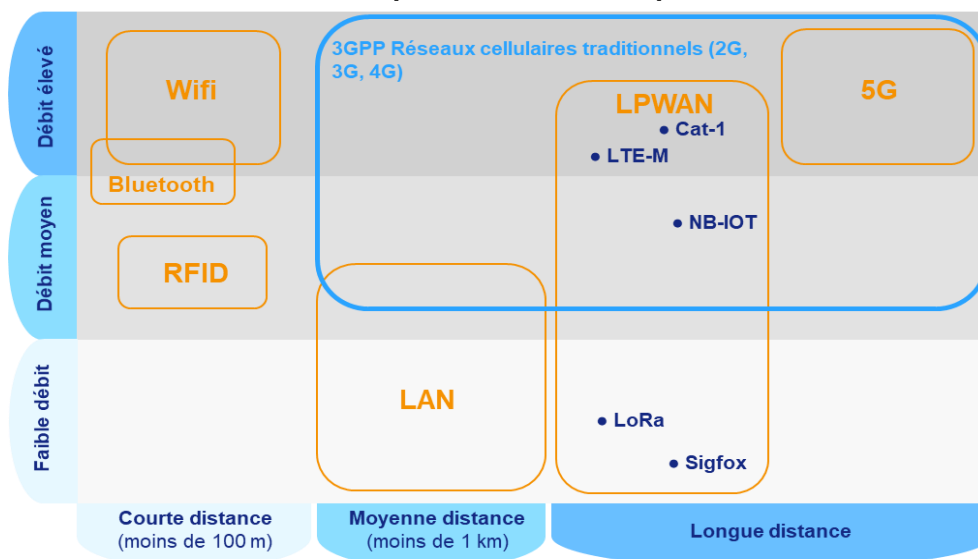 Débit élevé
Débit moyen
Faible débit
3GPP Réseaux cellulaires traditionnels (2G,
3G, 4G)
Wifi
Bluetooth
RFID
LAN
LPWAN
● Cat-1
● LTE-M
● NB-IOT
● LoRa
● Sigfox
5G
Courte distance
(moins de 100 m)
Moyenne distance
(moins de 1 km)
Longue distance